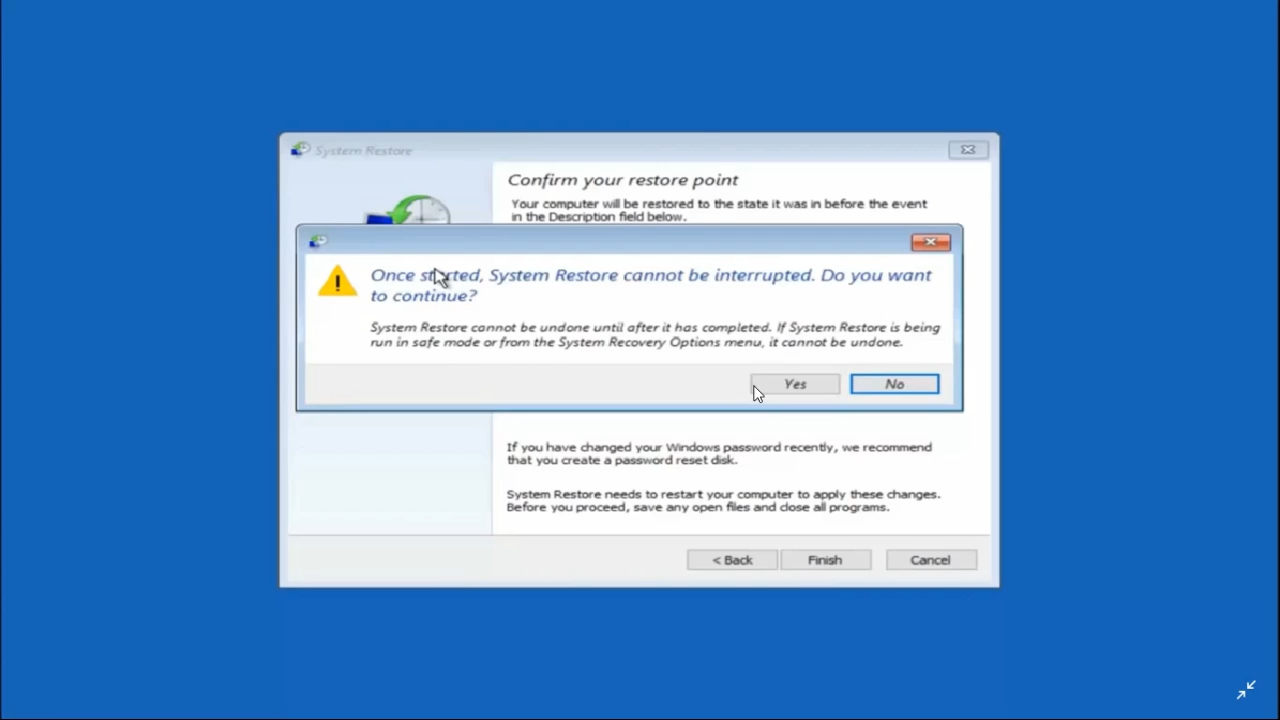 System Restore
Confirm your restore point
Your computer will be restored to the state it was in before the event
in the Description field below.
Once started, System Restore cannot be interrupted. Do you want
to continue?
System Restore cannot be undone until after it has completed. If System Restore is being
run in safe mode or from the System Recovery Options menu, it cannot be undone.
Yes No
If you have changed your Windows password recently, we recommend
that you create a password reset disk.
System Restore needs to restart your computer to apply these changes.
Before you proceed, save any open files and close all programs.
< Back Finish Cancel